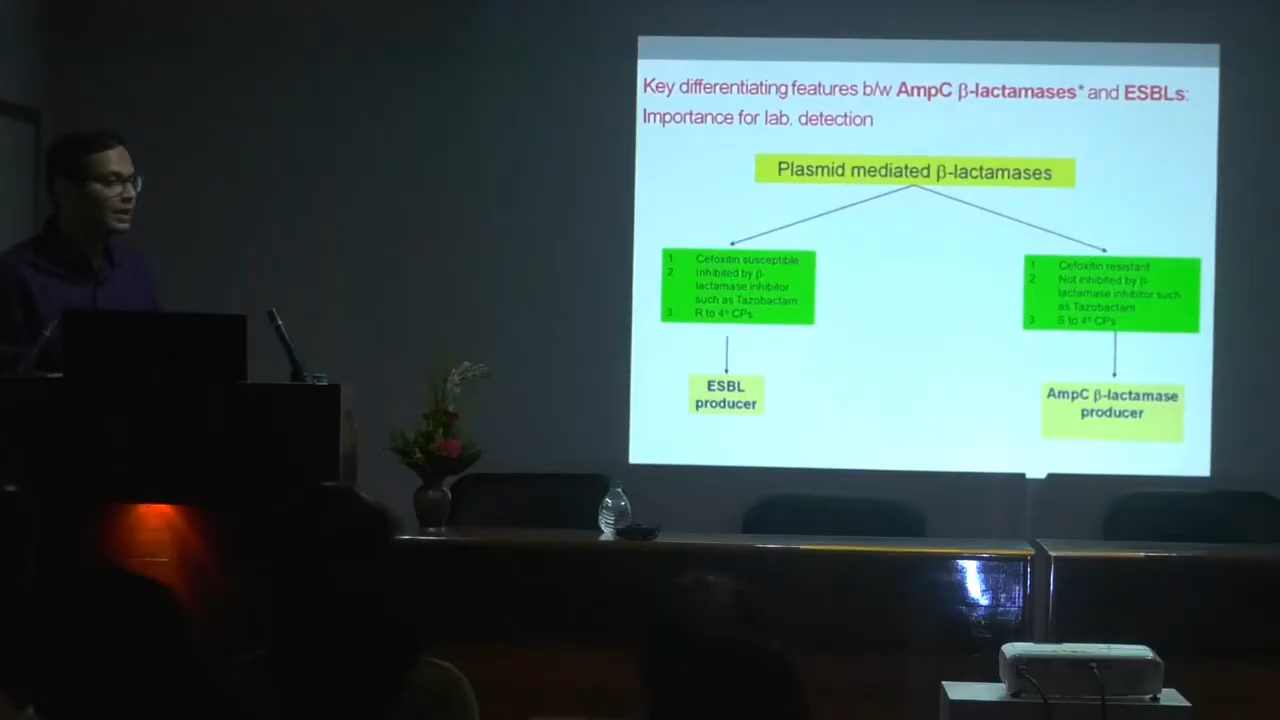 Key differentiating features b/w AmpC β-lactamases* and ESBLs:
Importance for lab. detection
Plasmid mediated β-lactamases
1 Cefoxitin susceptible
2 Inhibited by β-
lactamase inhibitor
such as Tazobactam
3 R to 4º CPs
1 Cefoxitin resistant
2 Not inhibited by β-
lactamase inhibitor such
as Tazobactam
3 S to 4º CPs
ESBL
producer
AmpC β-lactamase
producer